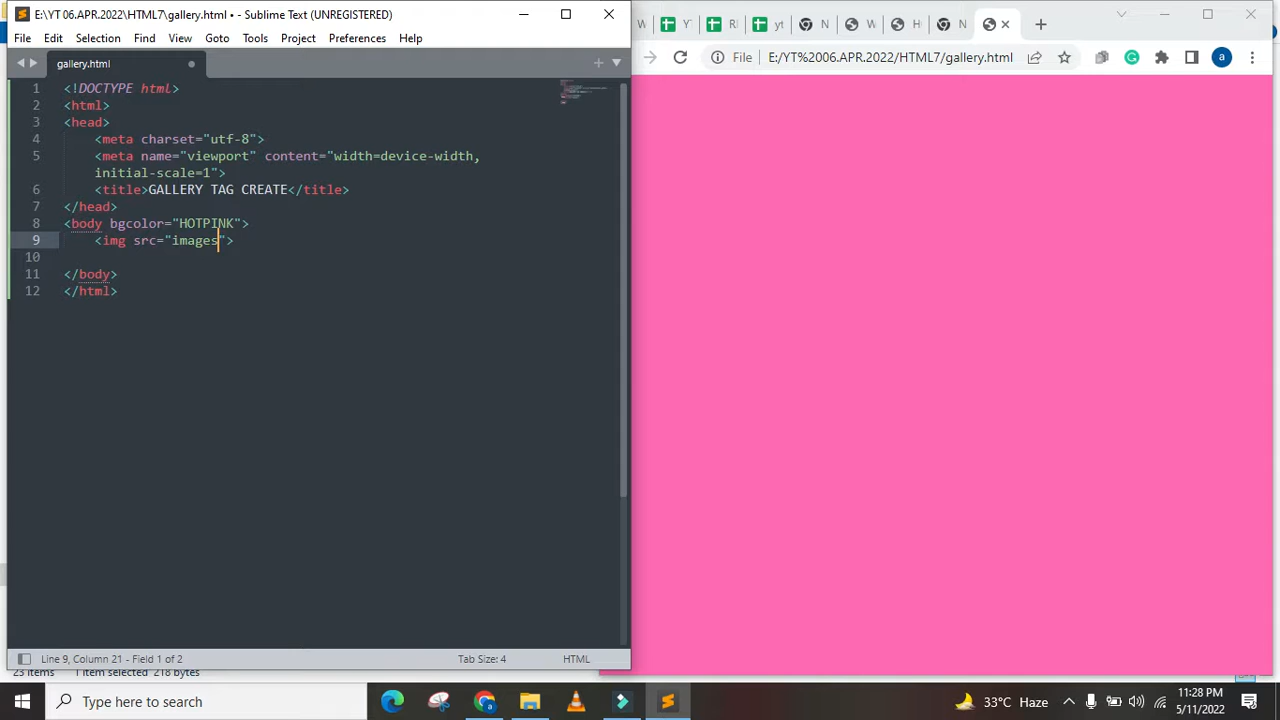 E:\YT 06.APR.2022\HTML7\gallery.html • - Sublime Text (UNREGISTERED)
File Edit Selection Find View Goto Tools Project Preferences Help
gallery.html
1 <!DOCTYPE html>
2 <html>
3 <head>
4 <meta charset="utf-8">
5 <meta name="viewport" content="width=device-width,
initial-scale=1">
6 <title>GALLERY TAG CREATE</title>
7 </head>
8 <body bgcolor="HOTPINK">
9 <img src="images">
10
11 </body>
12 </html>
Line 9, Column 21 - Field 1 of 2 Tab Size: 4 HTML
23 items 1 item selected 218 bytes
W Y R yt N W H N
File E:/YT%2006.APR.2022/HTML7/gallery.html a
Type here to search
33°C Haze
11:28 PM
5/11/2022